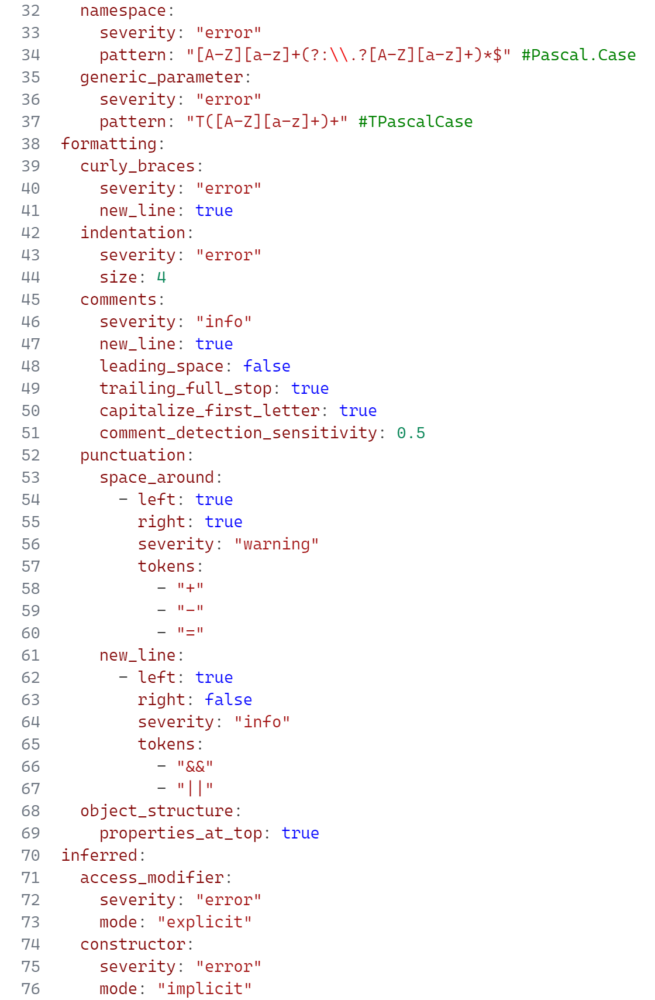 32 namespace:
33 severity: "error"
34 pattern: "[A-Z][a-z]+(?:\\.?[A-Z][a-z]+)*$" #Pascal.Case
35 generic_parameter:
36 severity: "error"
37 pattern: "T([A-Z][a-z]+)+" #TPascalCase
38 formatting:
39 curly_braces:
40 severity: "error"
41 new_line: true
42 indentation:
43 severity: "error"
44 size: 4
45 comments:
46 severity: "info"
47 new_line: true
48 leading_space: false
49 trailing_full_stop: true
50 capitalize_first_letter: true
51 comment_detection_sensitivity: 0.5
52 punctuation:
53 space_around:
54 - left: true
55 right: true
56 severity: "warning"
57 tokens:
58 - "+"
59 - "-"
60 - "="
61 new_line:
62 - left: true
63 right: false
64 severity: "info"
65 tokens:
66 - "&&"
67 - "||"
68 object_structure:
69 properties_at_top: true
70 inferred:
71 access_modifier:
72 severity: "error"
73 mode: "explicit"
74 constructor:
75 severity: "error"
76 mode: "implicit"